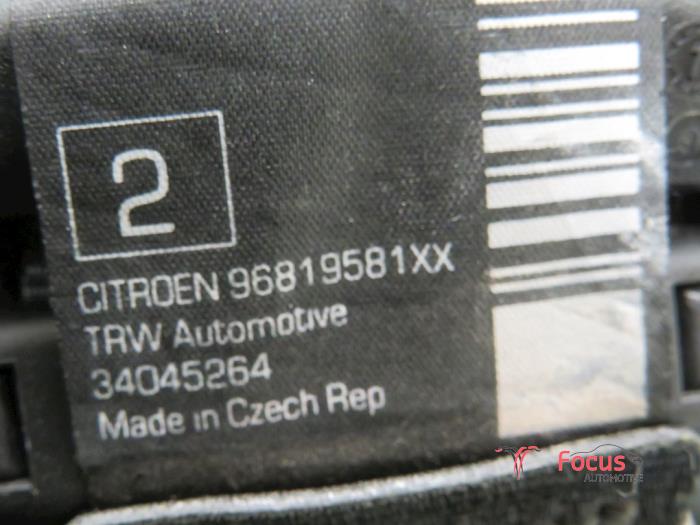 2
CITROEN 96819581XX
TRW Automotive
34045264
Made in Czech Rep
Focus
AUTOMOTIVE